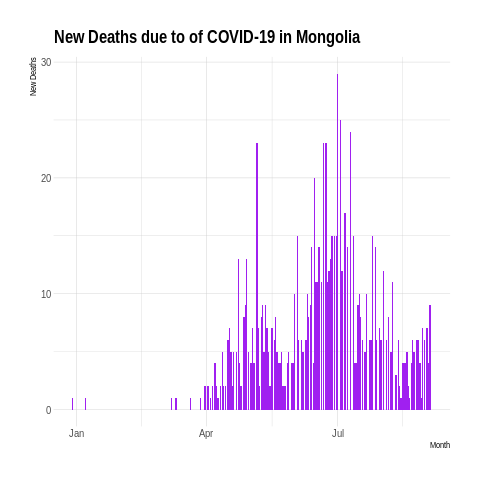 New Deaths due to of COVID-19 in Mongolia
New Deaths
30
20
10
0
Jan Apr Jul
Month